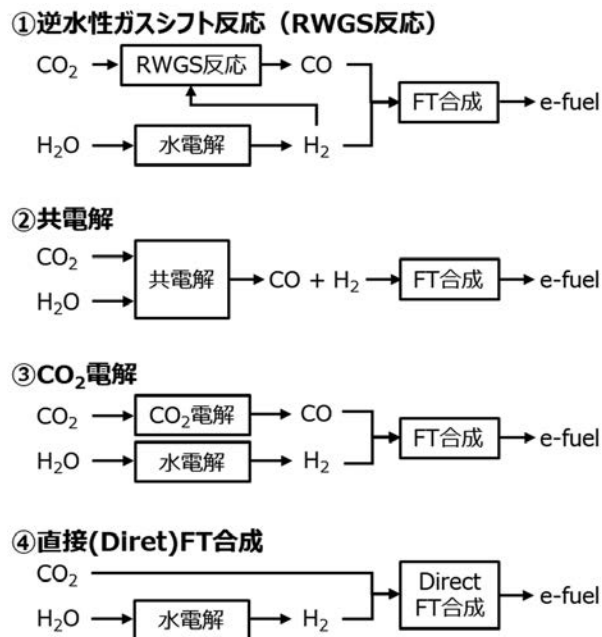 ①逆水性ガスシフト反応（RWGS反応）
CO₂ RWGS反応 CO
FT合成 e-fuel
H₂O 水電解 H₂
②共電解
CO₂
共電解 CO + H₂ FT合成 e-fuel
H₂O
③CO₂電解
CO₂ CO₂電解 CO
FT合成 e-fuel
H₂O 水電解 H₂
④直接(Diret)FT合成
CO₂
Direct
FT合成 e-fuel
H₂O 水電解 H₂